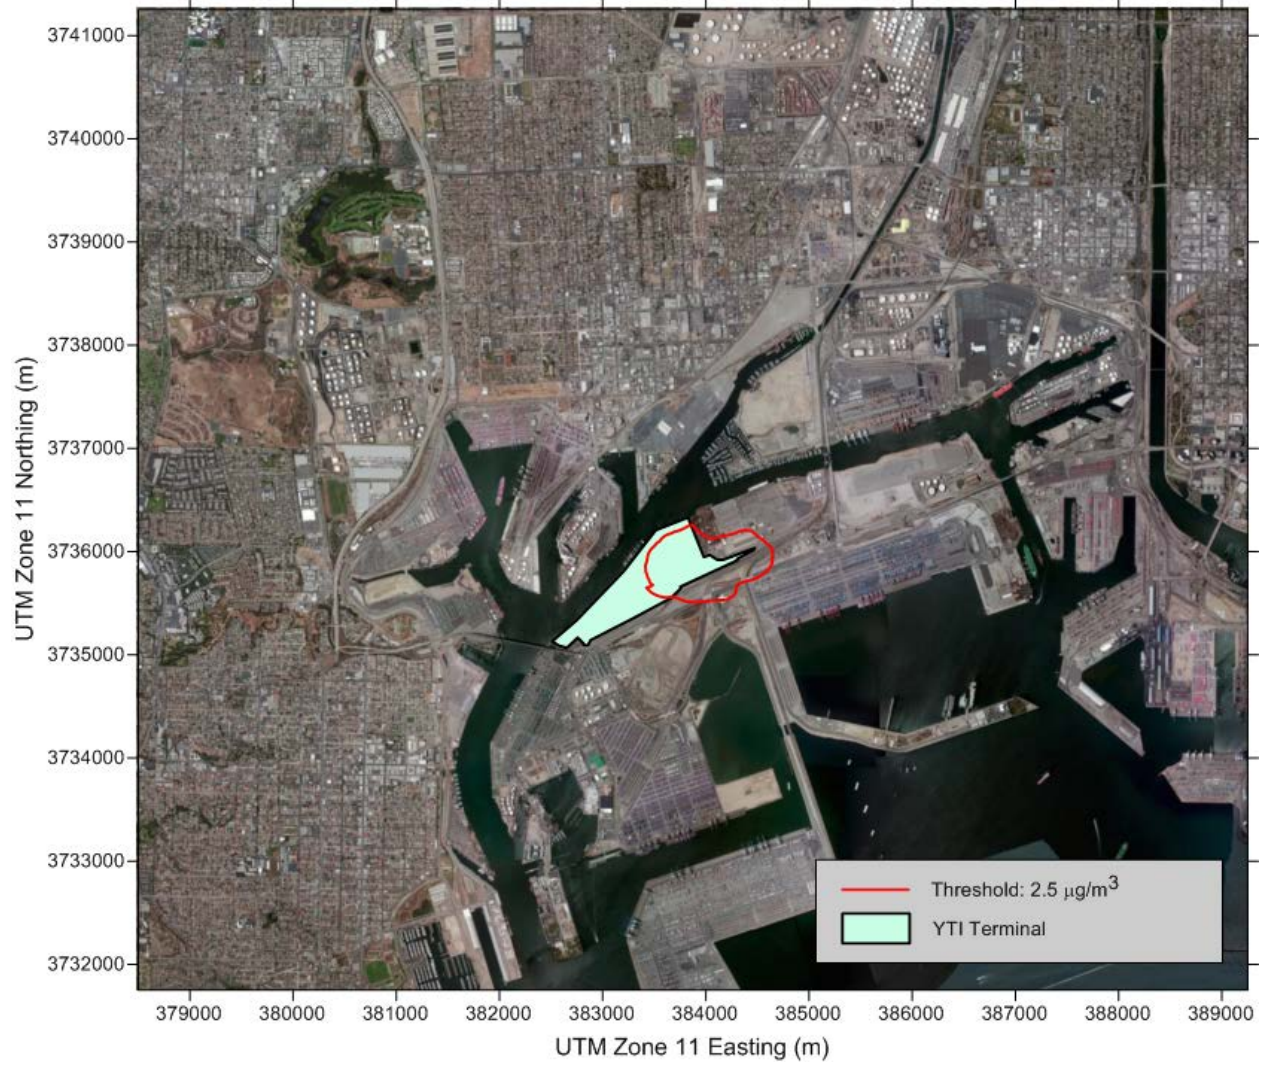 3741000
3740000
3739000
3738000
3737000
3736000
3735000
3734000
3733000
3732000
UTM Zone 11 Northing (m)
379000 380000 381000 382000 383000 384000 385000 386000 387000 388000 389000
UTM Zone 11 Easting (m)
Threshold: 2.5 μg/m³
YTI Terminal